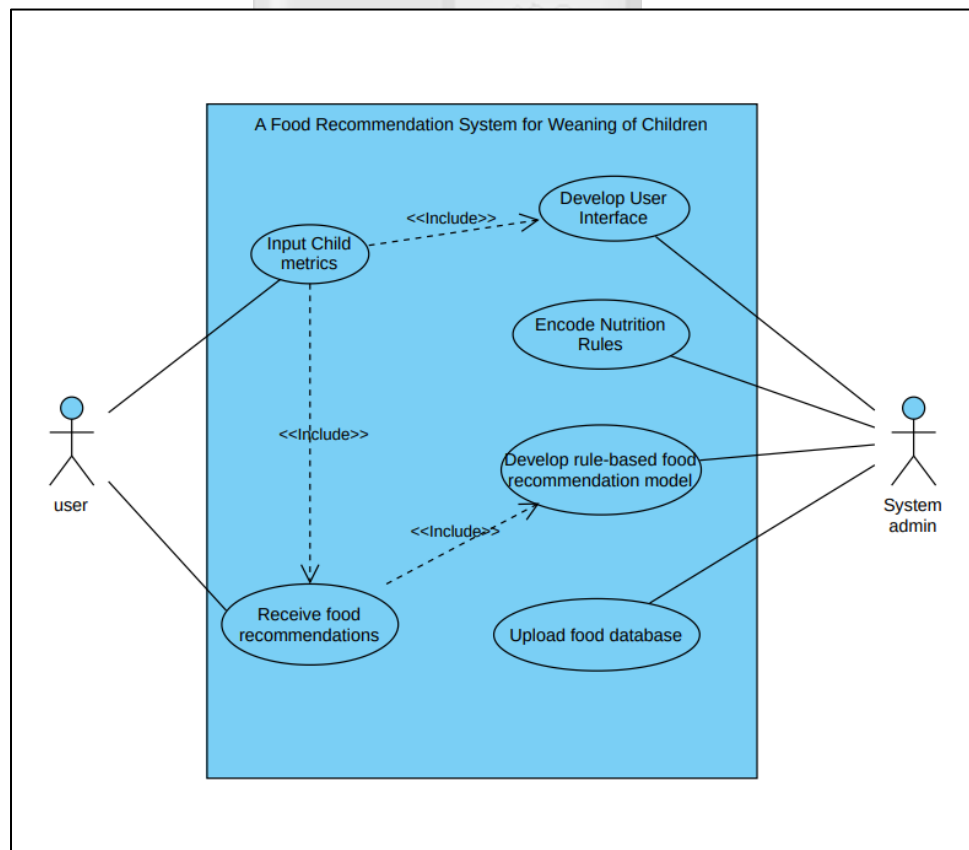 A Food Recommendation System for Weaning of Children
Develop User
Interface
<<Include>>
Input Child
metrics
Encode Nutrition
Rules
<<Include>>
Develop rule-based food
recommendation model
user
System
admin
<<Include>>
Receive food
recommendations
Upload food database